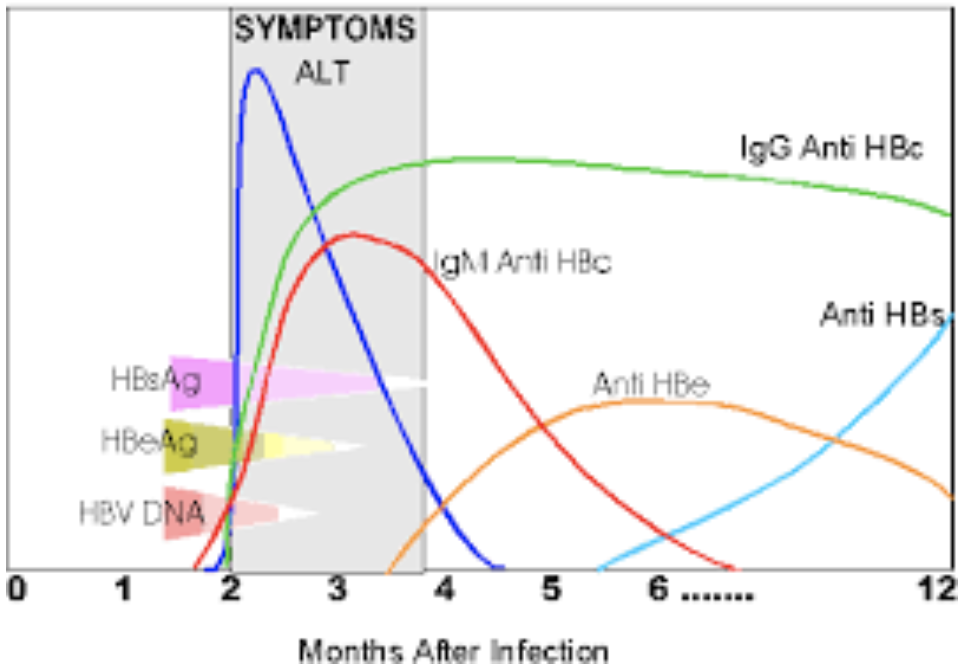 SYMPTOMS
ALT
IgG Anti HBc
IgM Anti HBc
Anti HBs
HBsAg
Anti HBe
HBeAg
HBV DNA
0 1 2 3 4 5 6 ....... 12
Months After Infection